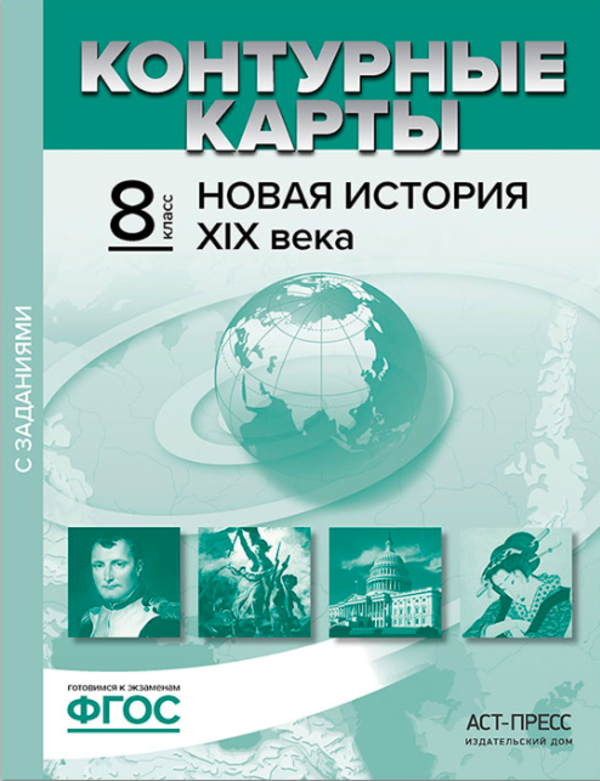 КОНТУРНЫЕ
КАРТЫ
8 класс
НОВАЯ ИСТОРИЯ
XIX века
С ЗАДАНИЯМИ
ГОТОВИМСЯ К ЭКЗАМЕНАМ
ФГОС
АСТ-ПРЕСС
ИЗДАТЕЛЬСКИЙ ДОМ